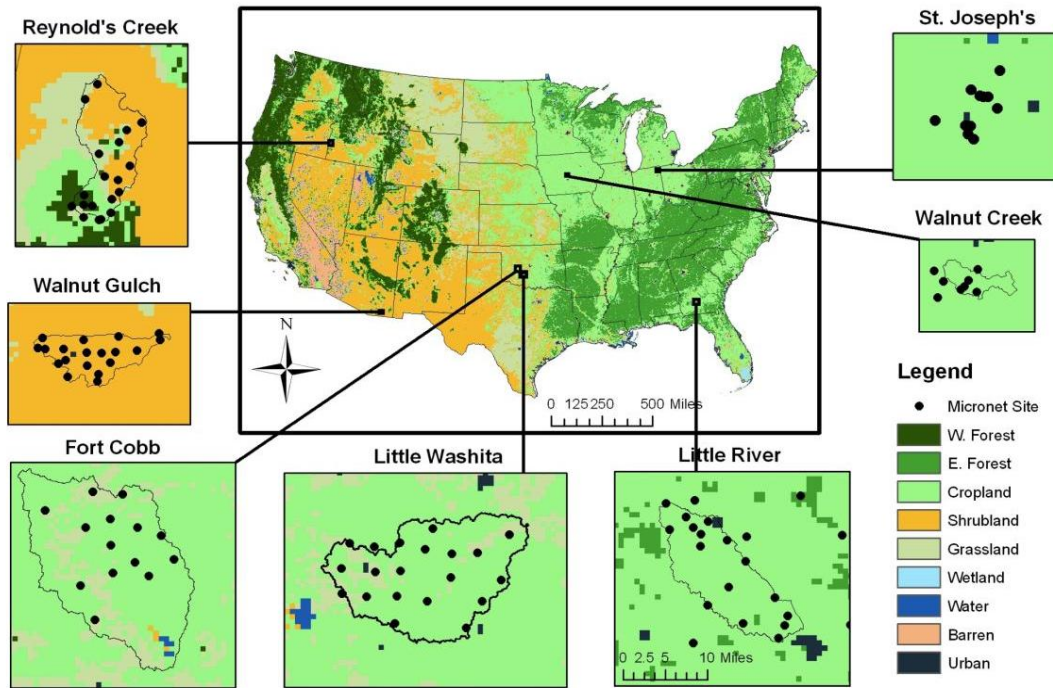 Reynold's Creek
St. Joseph's
Walnut Creek
Walnut Gulch
N
0 125 250 500 Miles
Fort Cobb
Little Washita
Little River
0 2.5 5 10 Miles
Legend
Micronet Site
W. Forest
E. Forest
Cropland
Shrubland
Grassland
Wetland
Water
Barren
Urban